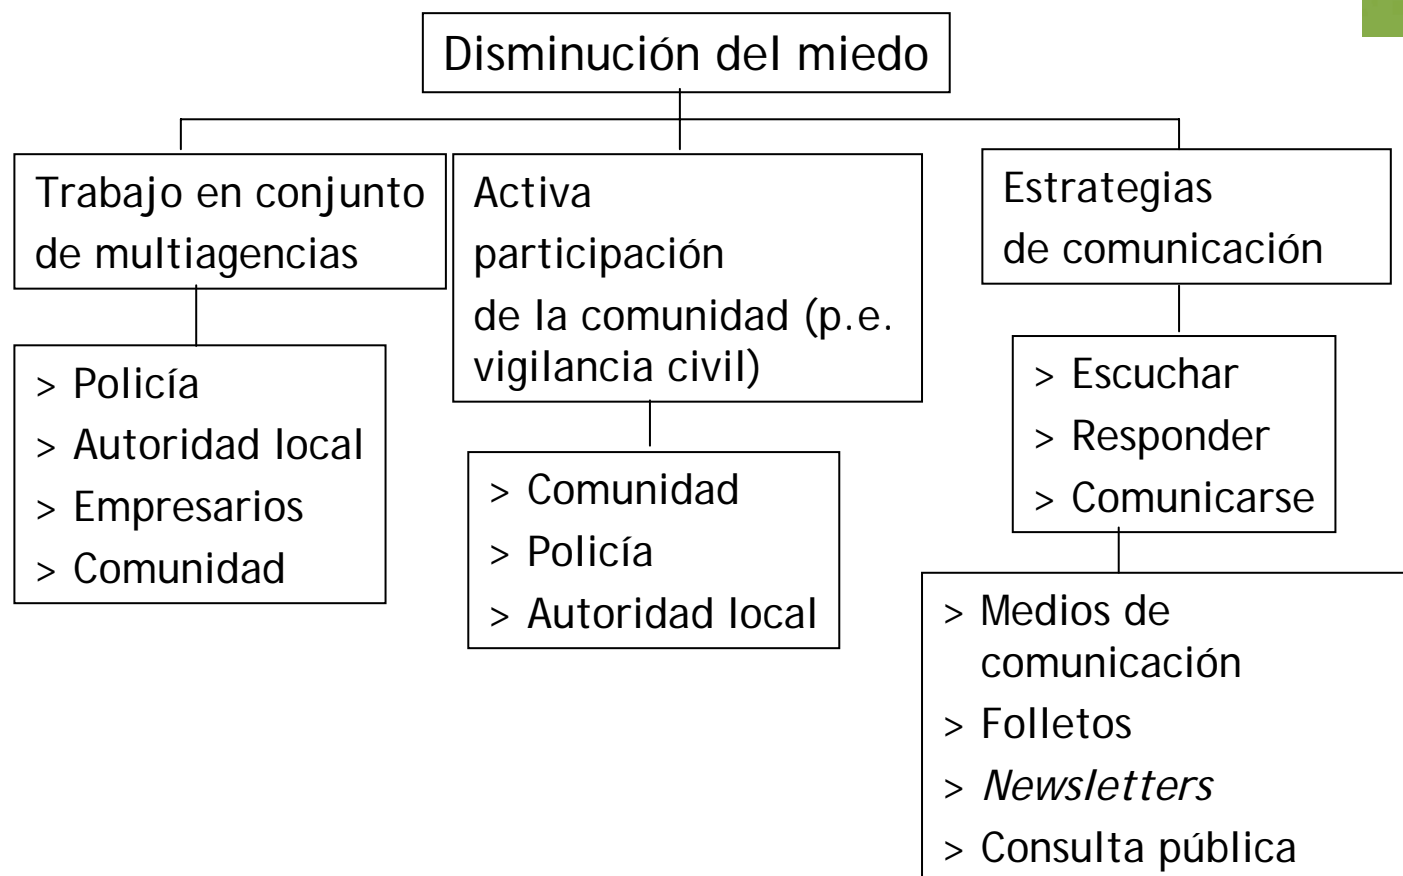 Disminución del miedo
Trabajo en conjunto
de multiagencias
> Policía
> Autoridad local
> Empresarios
> Comunidad
Activa
participación
de la comunidad (p.e.
vigilancia civil)
> Comunidad
> Policía
> Autoridad local
Estrategias
de comunicación
> Escuchar
> Responder
> Comunicarse
> Medios de
comunicación
> Folletos
> Newsletters
> Consulta pública